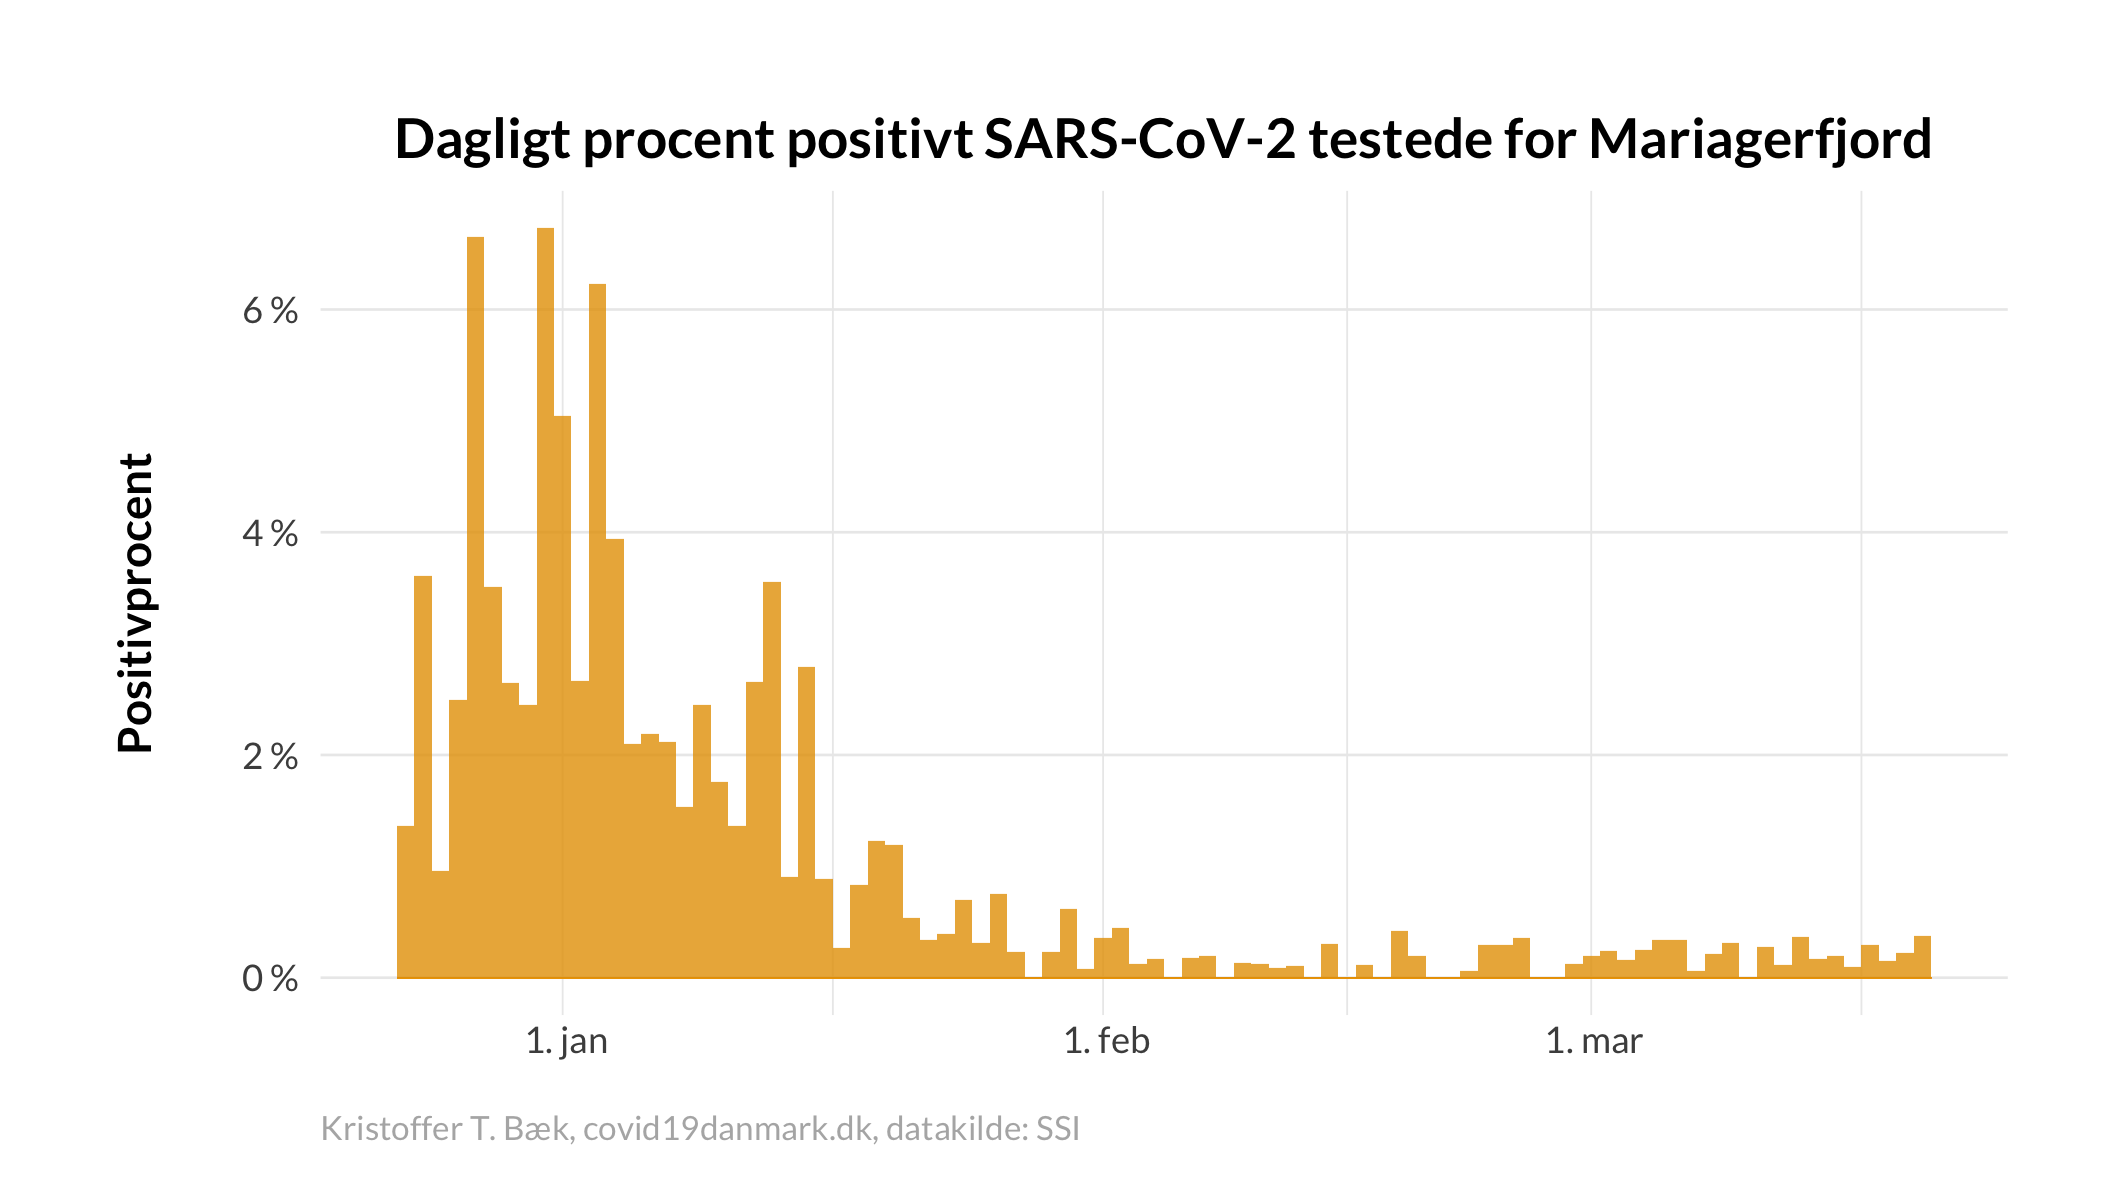 Dagligt procent positivt SARS-CoV-2 testede for Mariagerfjord
Positivprocent
6 %
4 %
2 %
0 %
1. jan
1. feb
1. mar
Kristoffer T. Bæk, covid19danmark.dk, datakilde: SSI